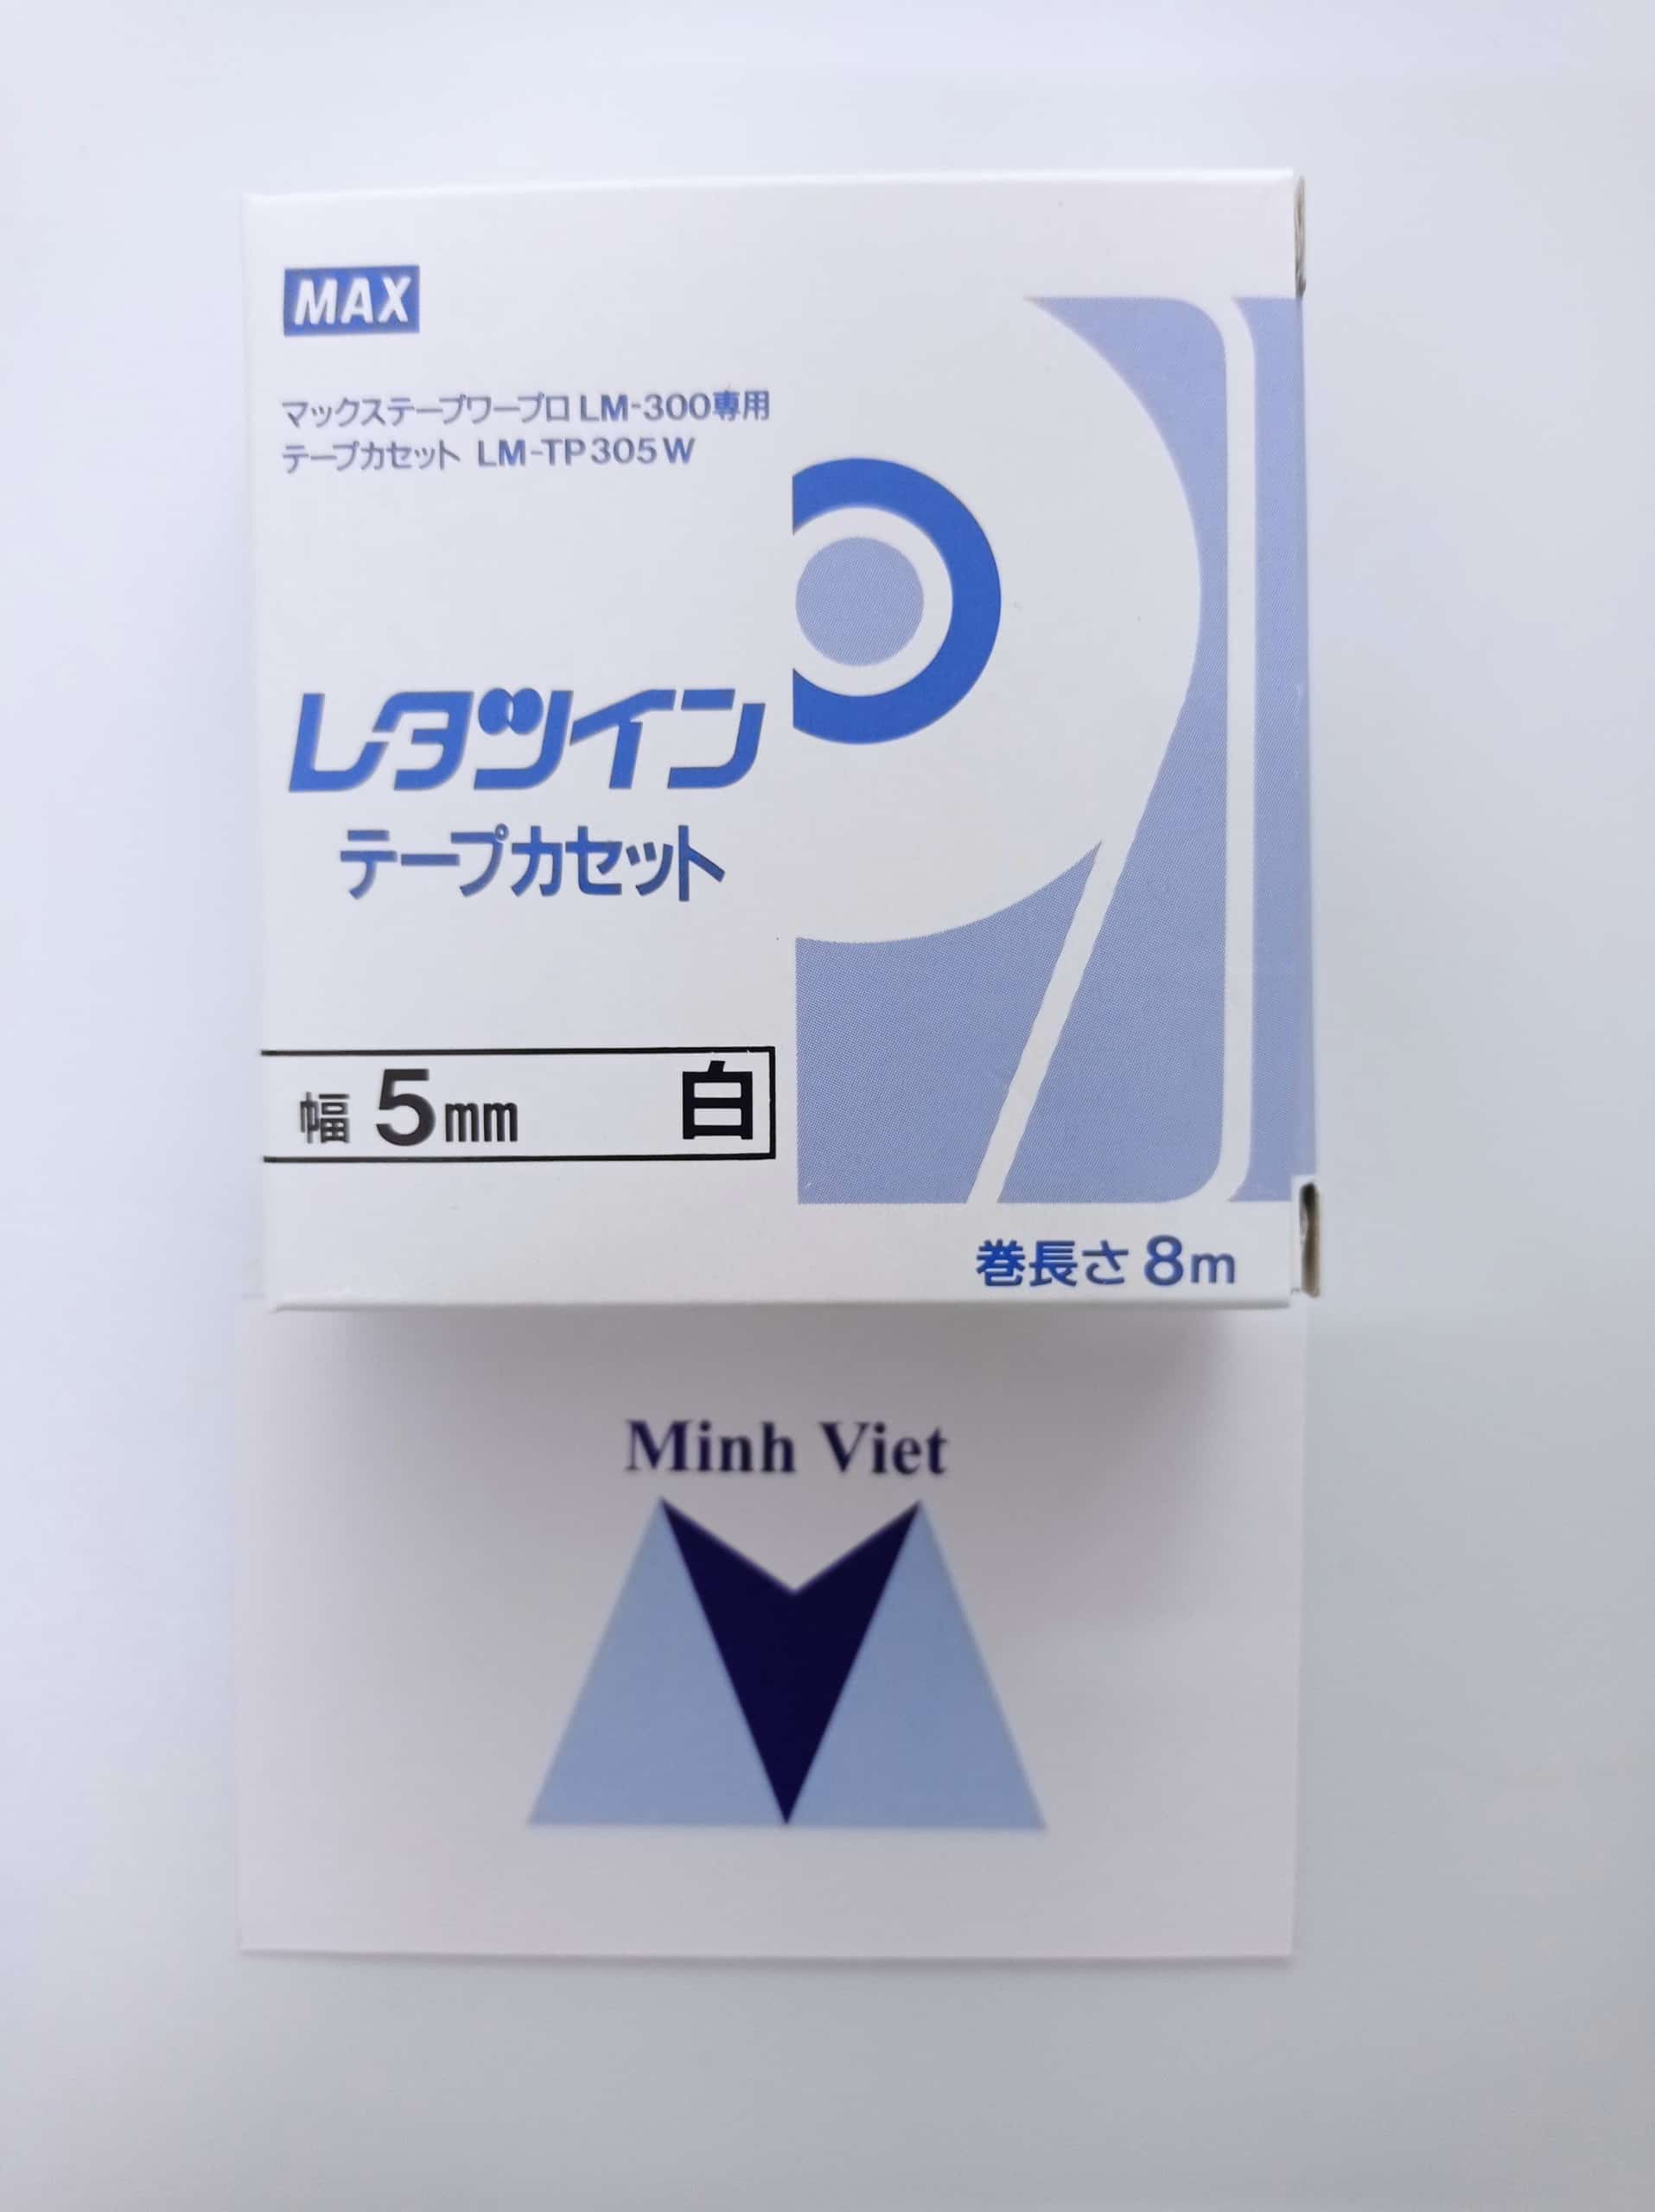 MAX
マックステープワープロ LM-300専用
テープカセット LM-TP305W
レタツイン
テープカセット
幅 5mm 白
巻長さ 8m
Minh Viet